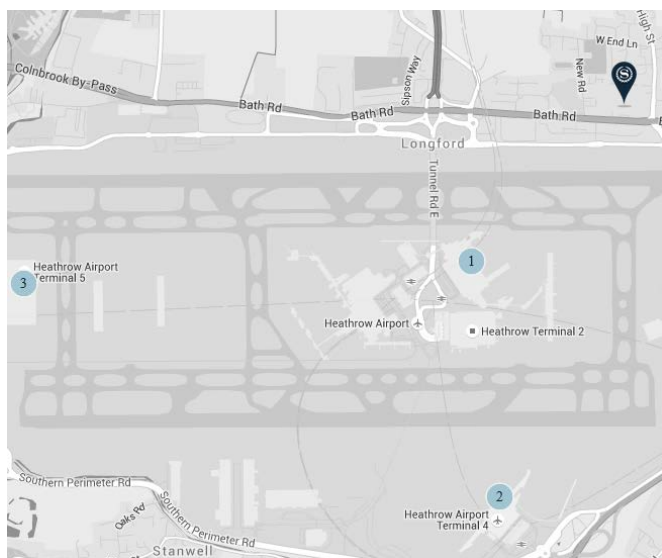 High St
W End Ln
S
New Rd
Sipson Way
Colnbrook By-Pass
Bath Rd
Bath Rd
Bath Rd
Longford
Tunnel Rd E
1
3
Heathrow Airport
Terminal 5
Heathrow Airport
Heathrow Terminal 2
2
Heathrow Airport
Terminal 4
Southern Perimeter Rd
Oaks Rd
Southern Perimeter Rd
Stanwell